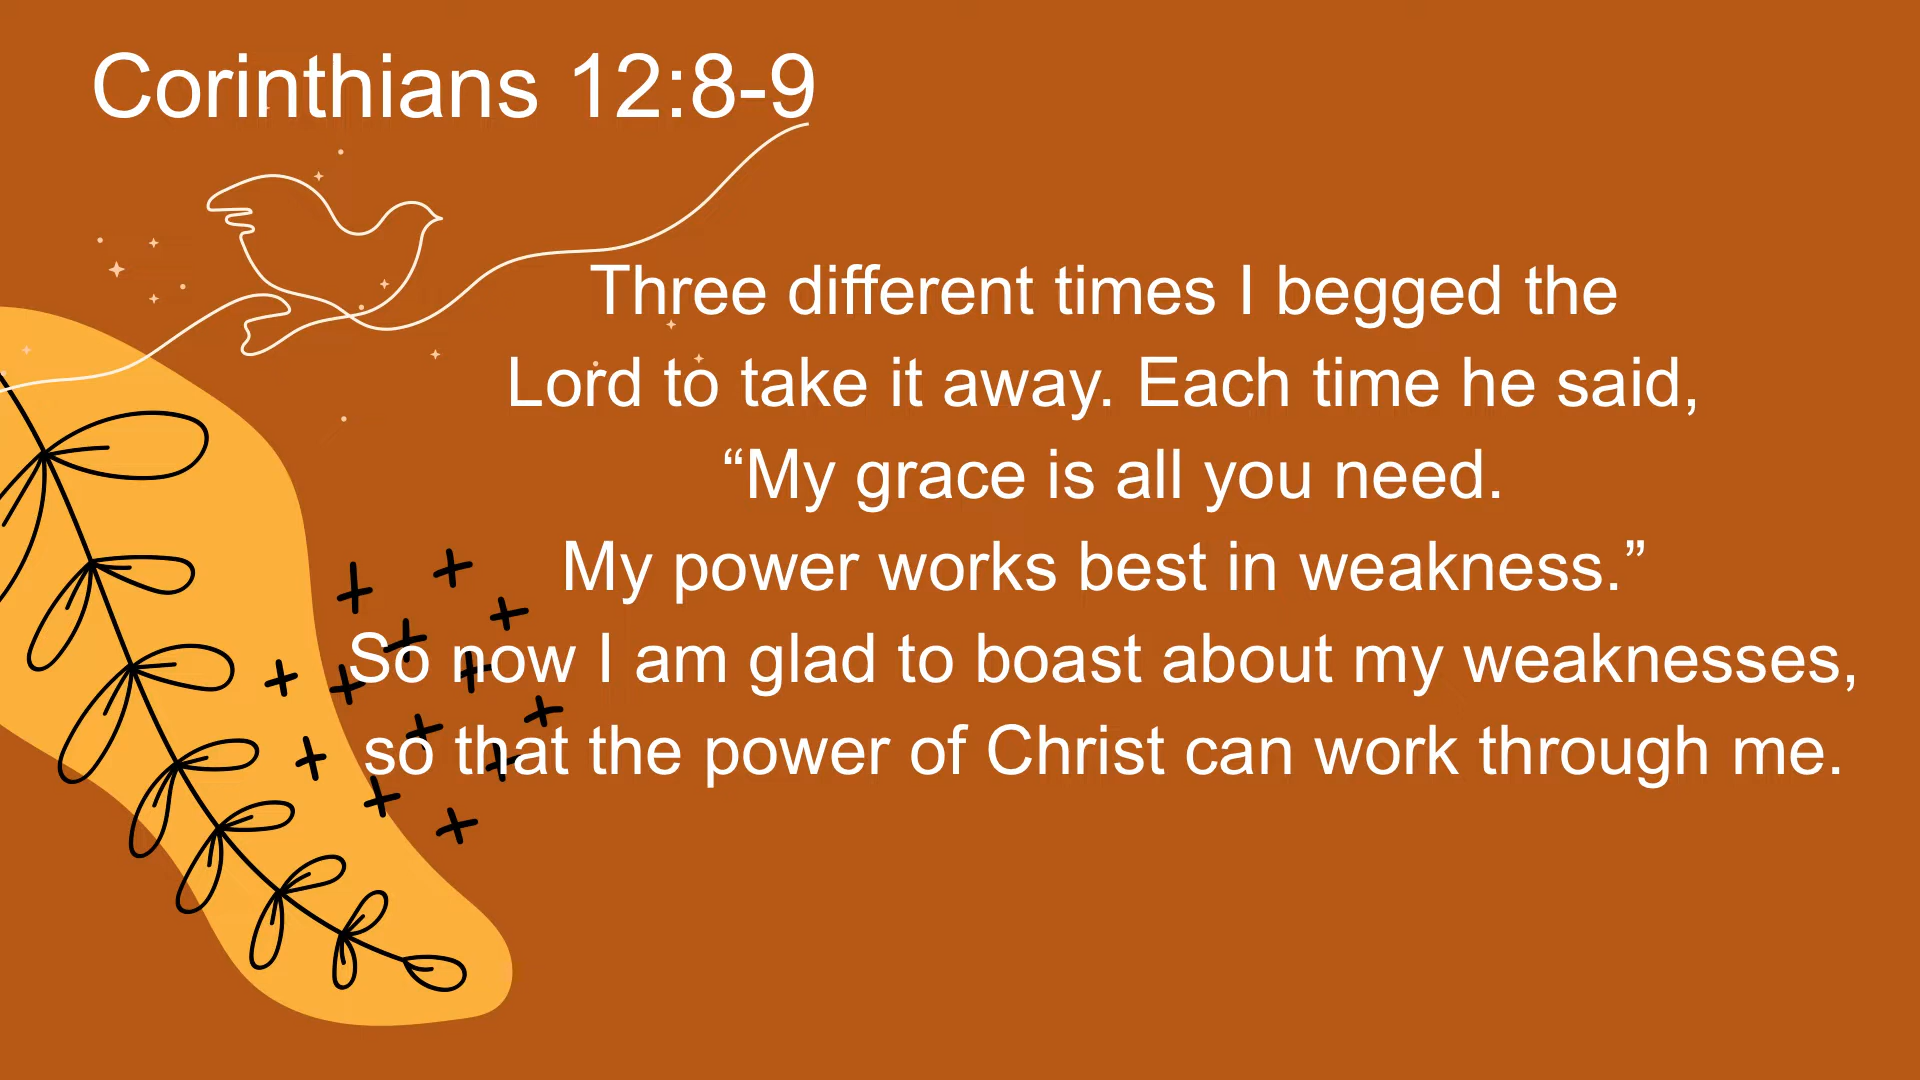 Corinthians 12:8-9
Three different times I begged the
Lord to take it away. Each time he said,
“My grace is all you need.
My power works best in weakness.”
So now I am glad to boast about my weaknesses,
so that the power of Christ can work through me.